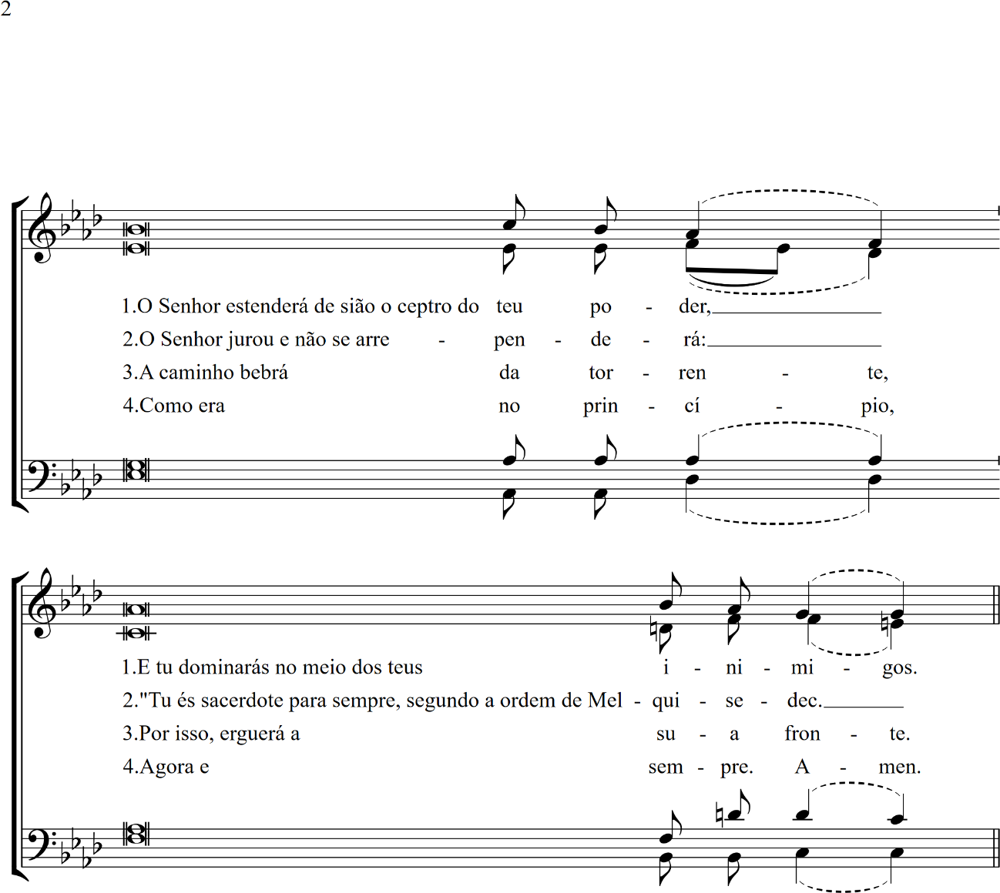 2
1.O Senhor estenderá de sião o ceptro do teu po - der,
2.O Senhor jurou e não se arre - pen - de - rá:
3.A caminho bebrá da tor - ren - te,
4.Como era no prin - cí - pio,
1.E tu dominarás no meio dos teus i - ni - mi - gos.
2."Tu és sacerdote para sempre, segundo a ordem de Mel - qui - se - dec.
3.Por isso, erguerá a su - a fron - te.
4.Agora e sem - pre. A - men.